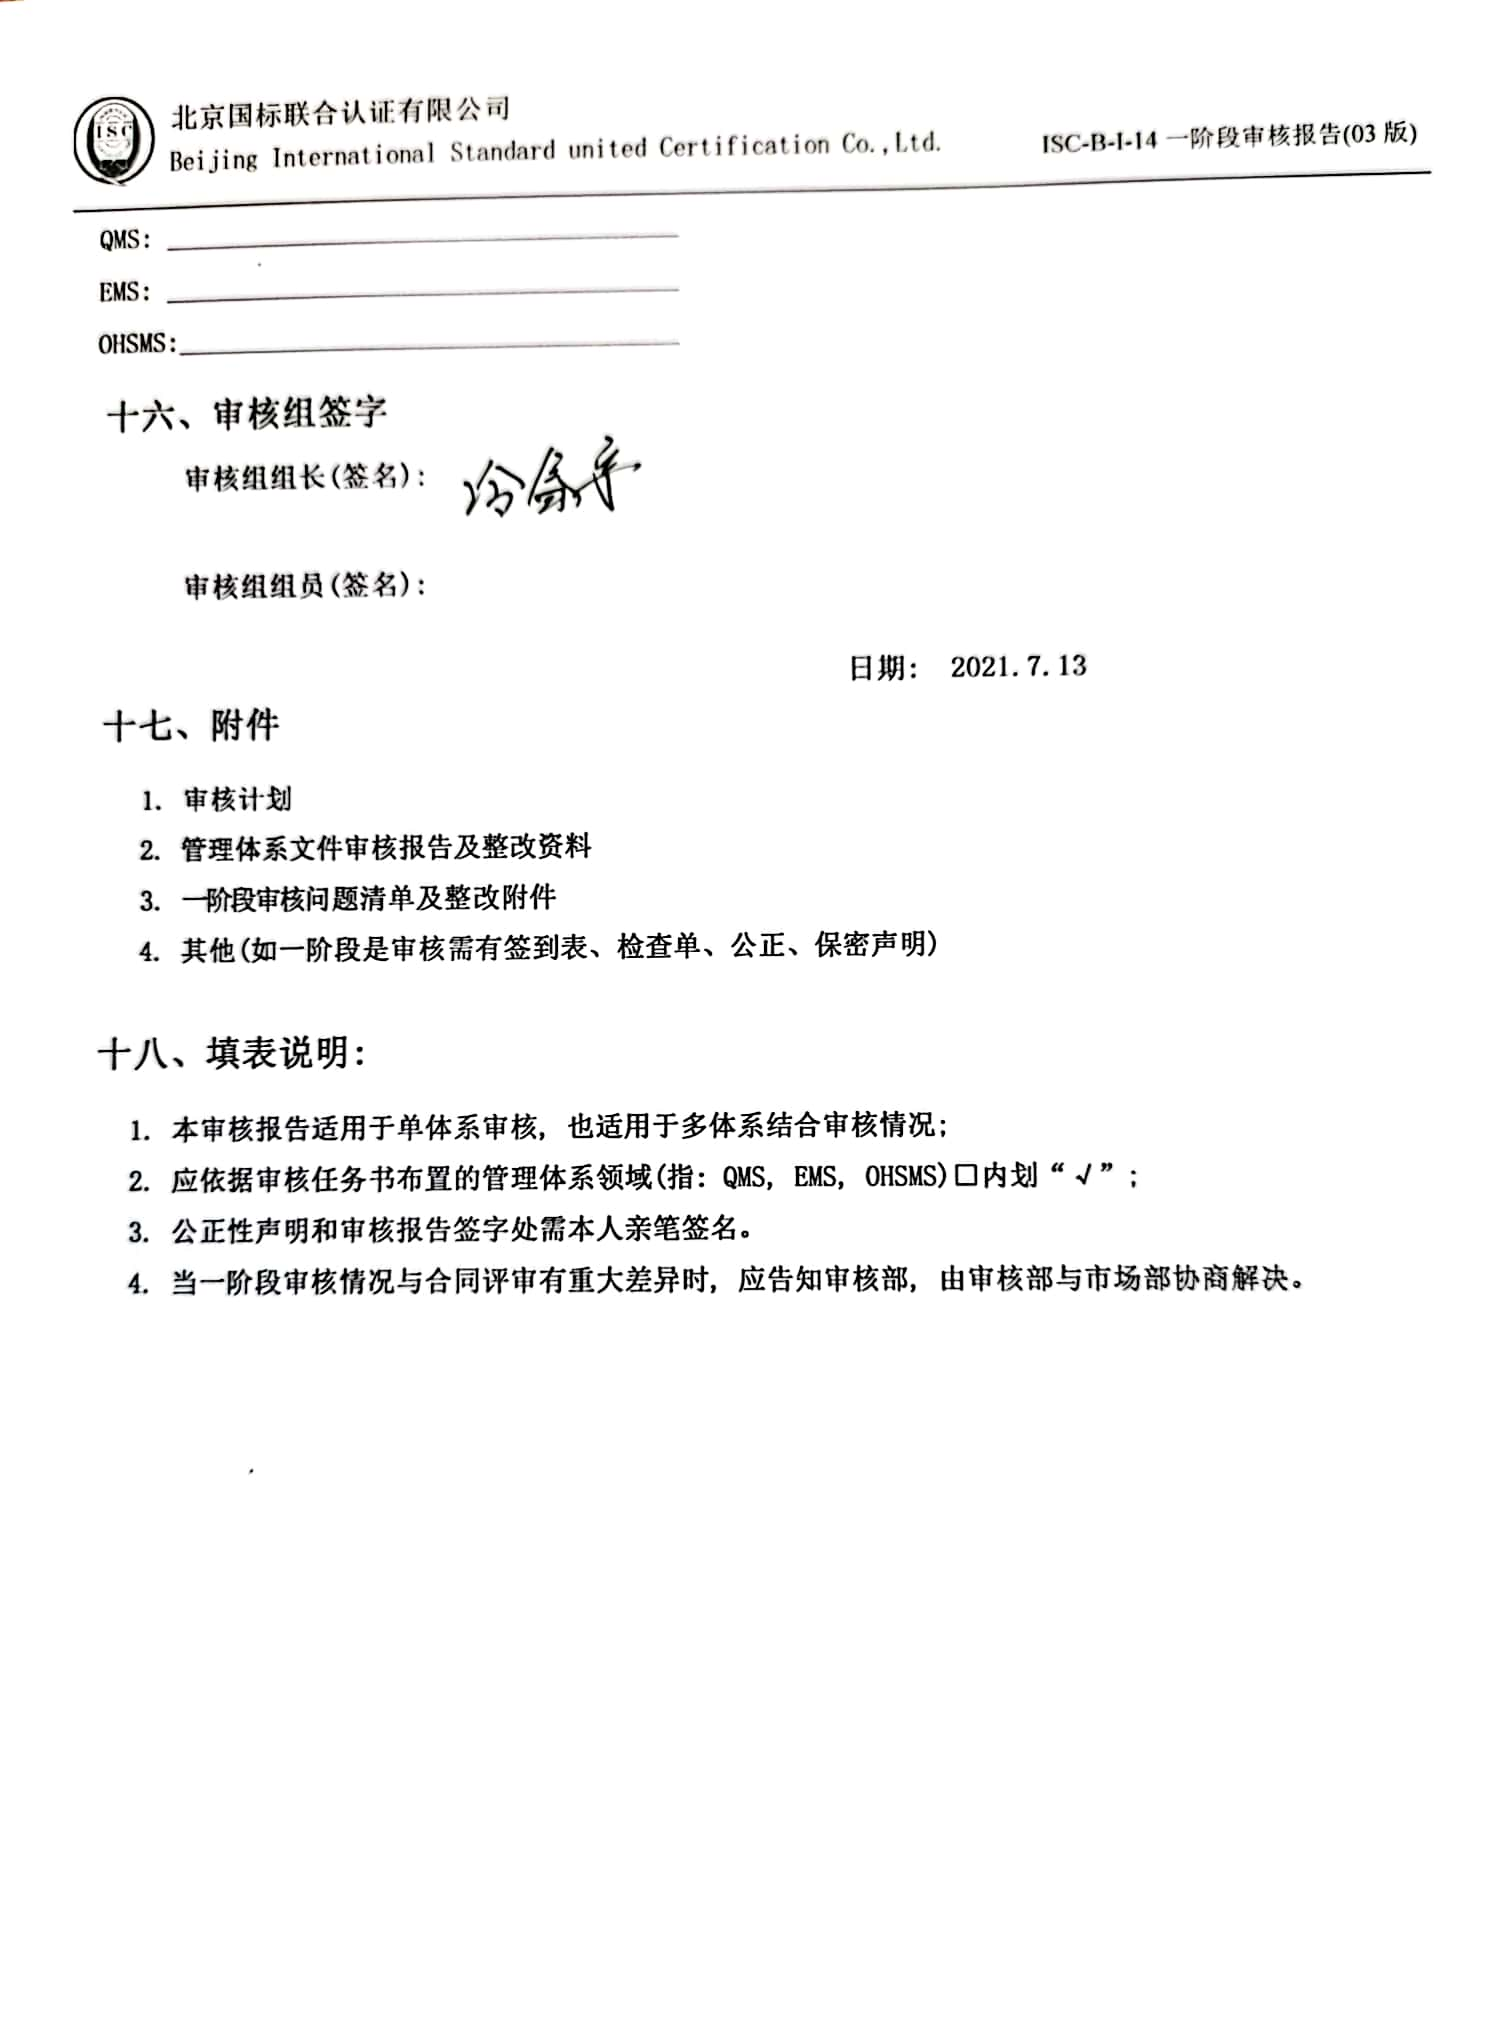 北京国标联合认证有限公司
Beijing International Standard united Certification Co.,Ltd.
ISC-B-I-14 一阶段审核报告(03 版)
ISC
QMS:
EMS:
OHSMS:
十六、审核组签字
审核组组长(签名):
审核组组员(签名):
日期: 2021.7.13
十七、附件
1. 审核计划
2. 管理体系文件审核报告及整改资料
3. 一阶段审核问题清单及整改附件
4. 其他(如一阶段是审核需有签到表、检查单、公正、保密声明)
十八、填表说明:
1. 本审核报告适用于单体系审核, 也适用于多体系结合审核情况;
2. 应依据审核任务书布置的管理体系领域(指: QMS, EMS, OHSMS)口内划“√”;
3. 公正性声明和审核报告签字处需本人亲笔签名。
4. 当一阶段审核情况与合同评审有重大差异时, 应告知审核部, 由审核部与市场部协商解决。